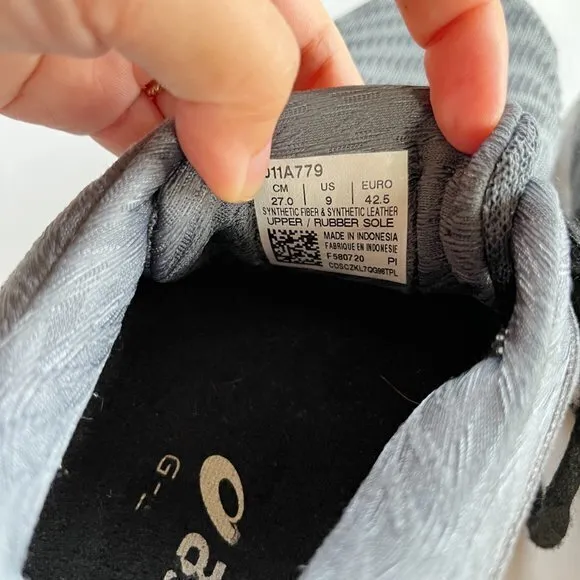 011A779
CM | US | EURO
27.0 | 9 | 42.5
SYNTHETIC FIBER & SYNTHETIC LEATHER
UPPER / RUBBER SOLE
MADE IN INDONESIA
FABRIQUE EN INDONESIE
F580720 PI
CDSCZKL7QG98TPL